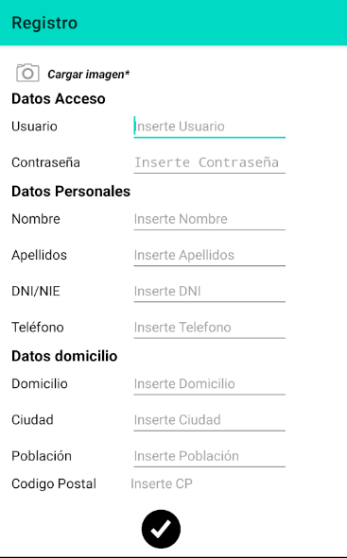 Registro
Cargar imagen*
Datos Acceso
Usuario Inserte Usuario
Contraseña Inserte Contraseña
Datos Personales
Nombre Inserte Nombre
Apellidos Inserte Apellidos
DNI/NIE Inserte DNI
Teléfono Inserte Telefono
Datos domicilio
Domicilio Inserte Domicilio
Ciudad Inserte Ciudad
Población Inserte Población
Codigo Postal Inserte CP